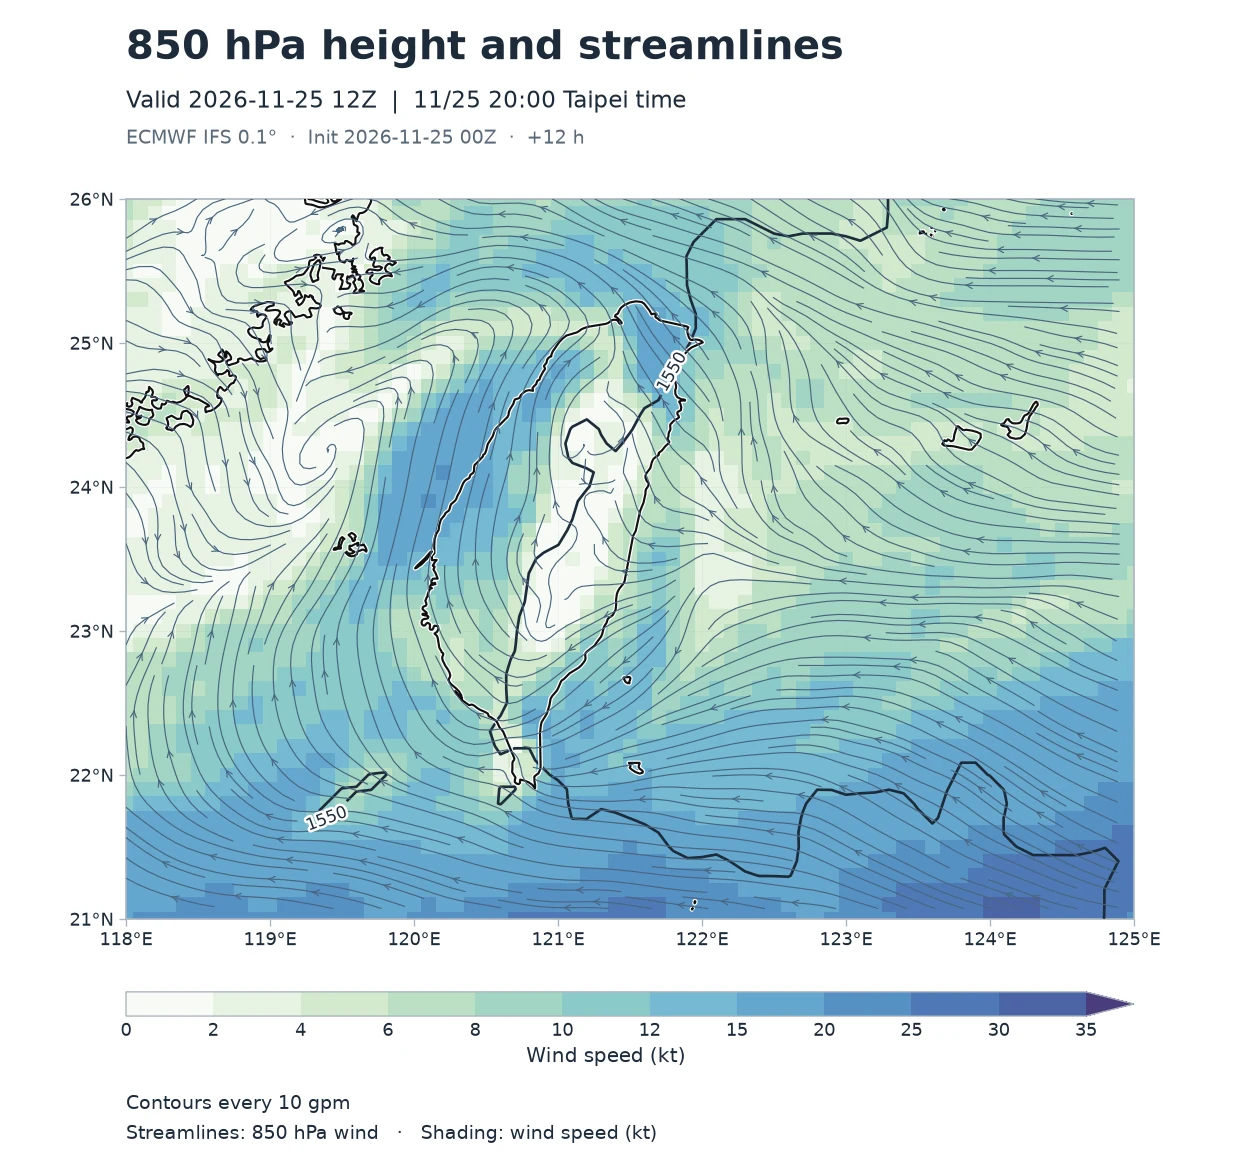 850 hPa height and streamlines
Valid 2026-11-25 12Z | 11/25 20:00 Taipei time
ECMWF IFS 0.1° · Init 2026-11-25 00Z · +12 h
26°N
25°N
1550
24°N
23°N
22°N
1550
21°N
118°E 119°E 120°E 121°E 122°E 123°E 124°E 125°E
0 2 4 6 8 10 12 15 20 25 30 35
Wind speed (kt)
Contours every 10 gpm
Streamlines: 850 hPa wind · Shading: wind speed (kt)